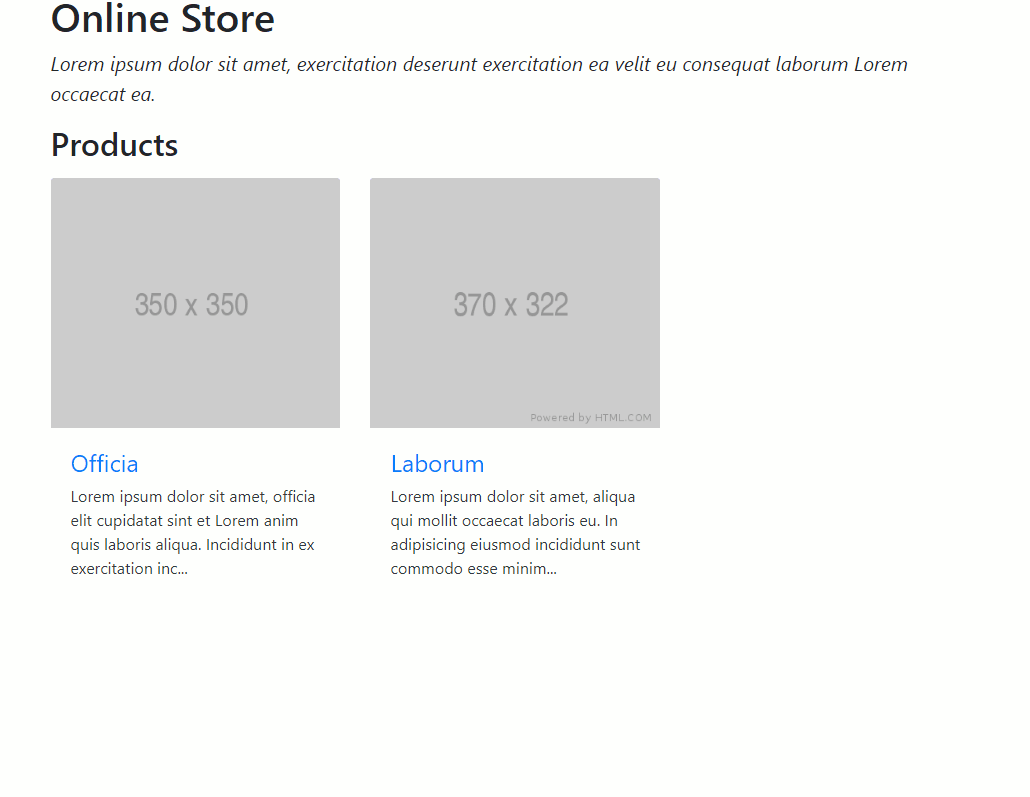 Online Store
Lorem ipsum dolor sit amet, exercitation deserunt exercitation ea velit eu consequat laborum Lorem
occaecat ea.
Products
350 x 350
370 x 322
Powered by HTML.COM
Officia
Lorem ipsum dolor sit amet, officia
elit cupidatat sint et Lorem anim
quis laboris aliqua. Incididunt in ex
exercitation inc...
Laborum
Lorem ipsum dolor sit amet, aliqua
qui mollit occaecat laboris eu. In
adipisicing eiusmod incididunt sunt
commodo esse minim...